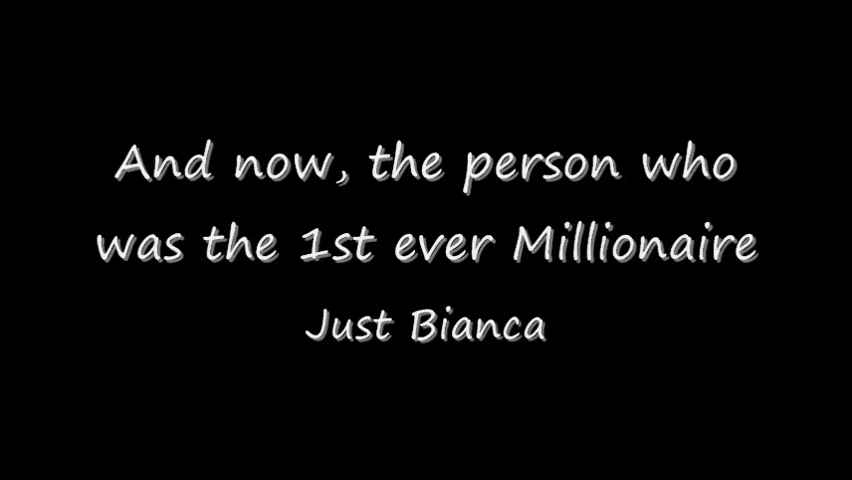 And now, the person who
was the 1st ever Millionaire
Just Bianca